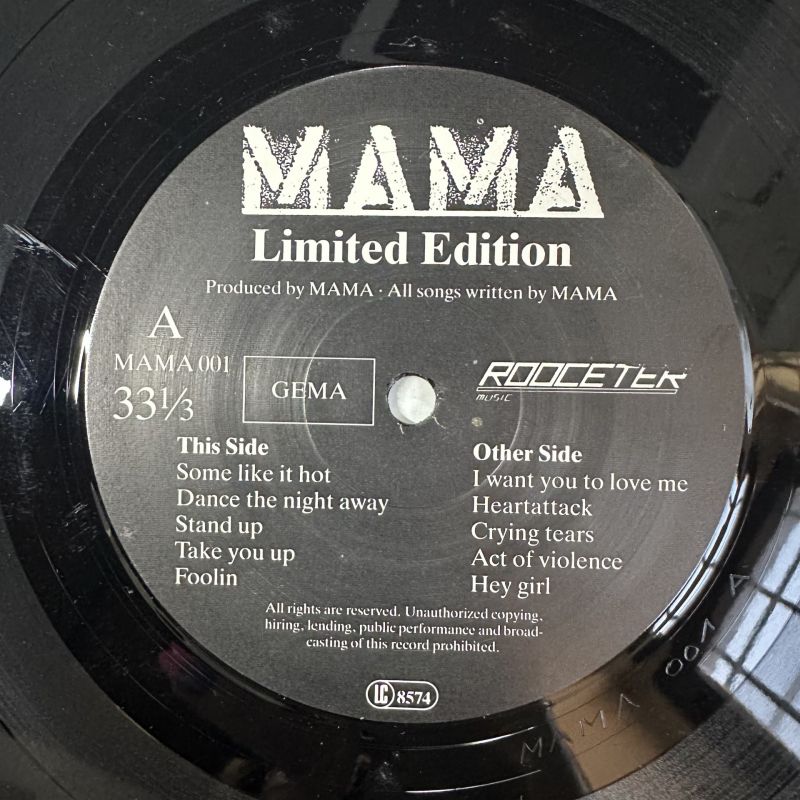 MAMA
Limited Edition
Produced by MAMA · All songs written by MAMA
A
MAMA 001
33⅓
GEMA
ROOCETER
MUSIC
This Side
Some like it hot
Dance the night away
Stand up
Take you up
Foolin
Other Side
I want you to love me
Heartattack
Crying tears
Act of violence
Hey girl
All rights are reserved. Unauthorized copying,
hiring, lending, public performance and broad-
casting of this record prohibited.
LC 8574
MAMA 001 A